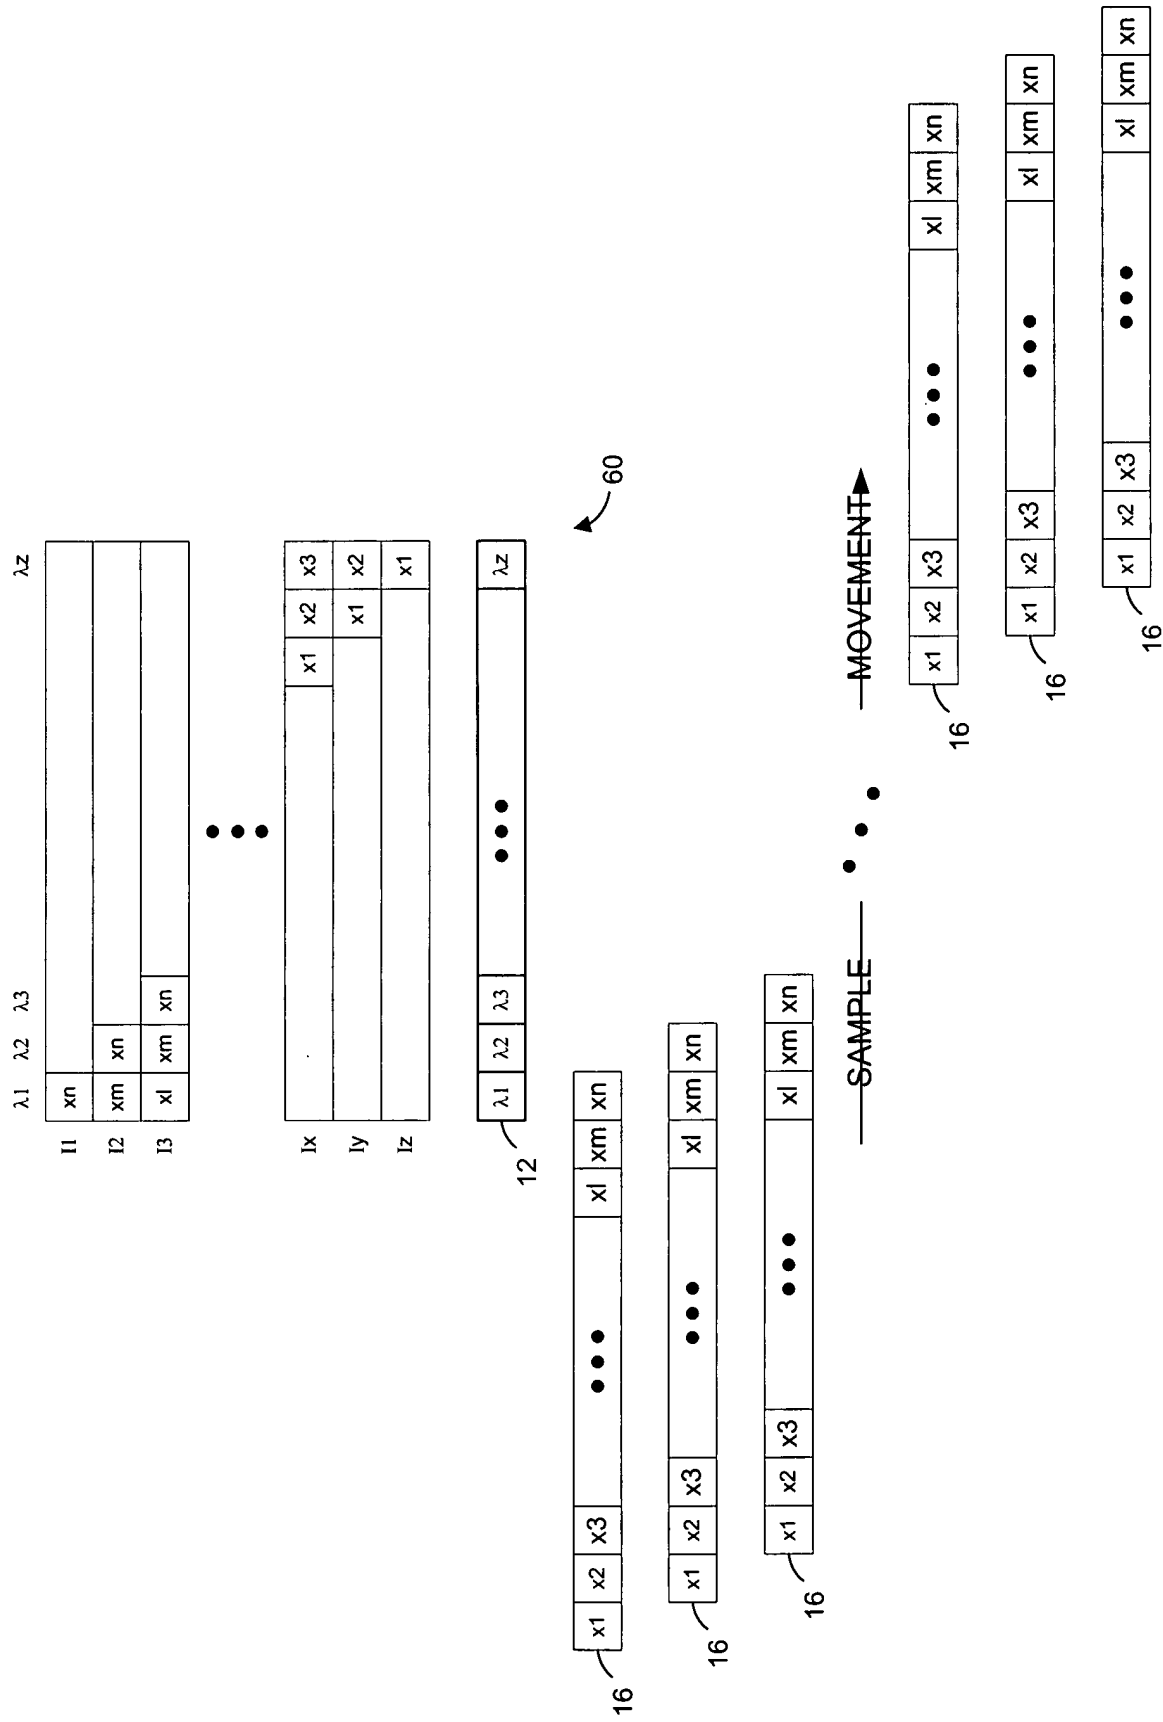 λ1 λ2 λ3 λz
I1 xn
I2 xm xn
I3 xl xm xn
Ix x1 x2 x3
Iy x1 x2
Iz x1
λ1 λ2 λ3 λz
12
60
x1 x2 x3 xl xm xn
16
x1 x2 x3 xl xm xn
16
x1 x2 x3 xl xm xn
16
SAMPLE MOVEMENT
x1 x2 x3 xl xm xn
16
x1 x2 x3 xl xm xn
16
x1 x2 x3 xl xm xn
16